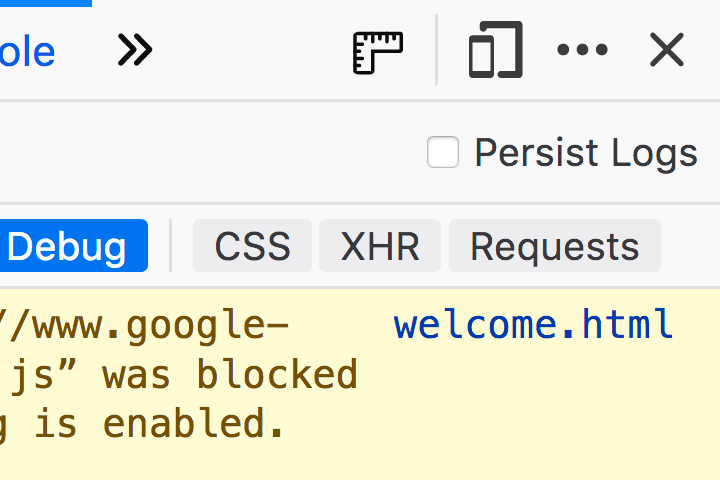 ole
Persist Logs
Debug CSS XHR Requests
//www.google- welcome.html
js” was blocked
g is enabled.